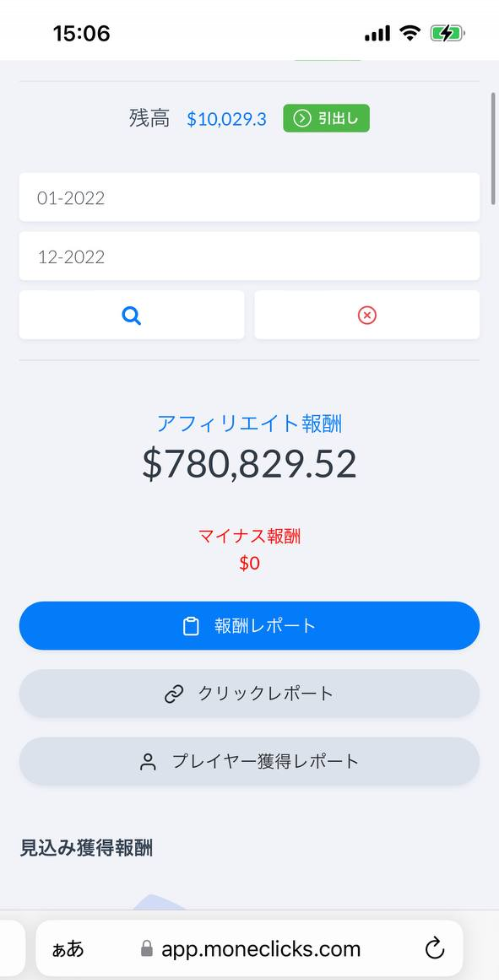 15:06
残高 $10,029.3 引出し
01-2022
12-2022
アフィリエイト報酬
$780,829.52
マイナス報酬
$0
報酬レポート
クリックレポート
プレイヤー獲得レポート
見込み獲得報酬
ぁあ app.moneclicks.com